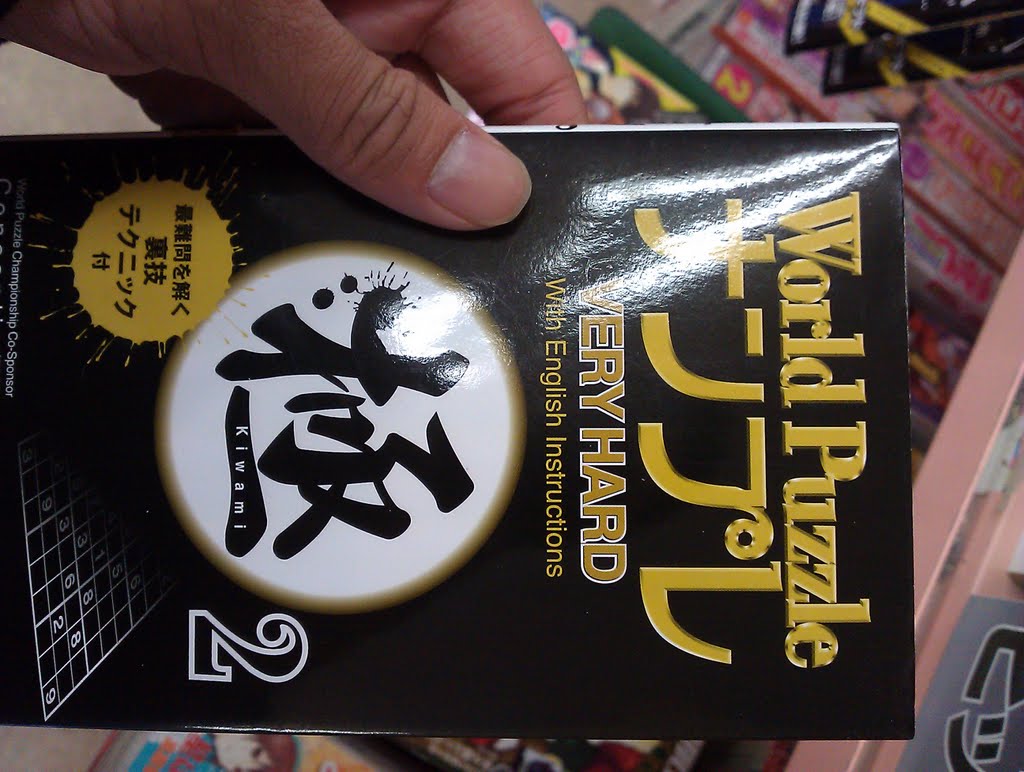 World Puzzle
ナンプレ
VERY HARD
With English Instructions
極
Kiwami
2
最難問を解く
裏技
テクニック
付
World Puzzle Championship Co-Sponsor